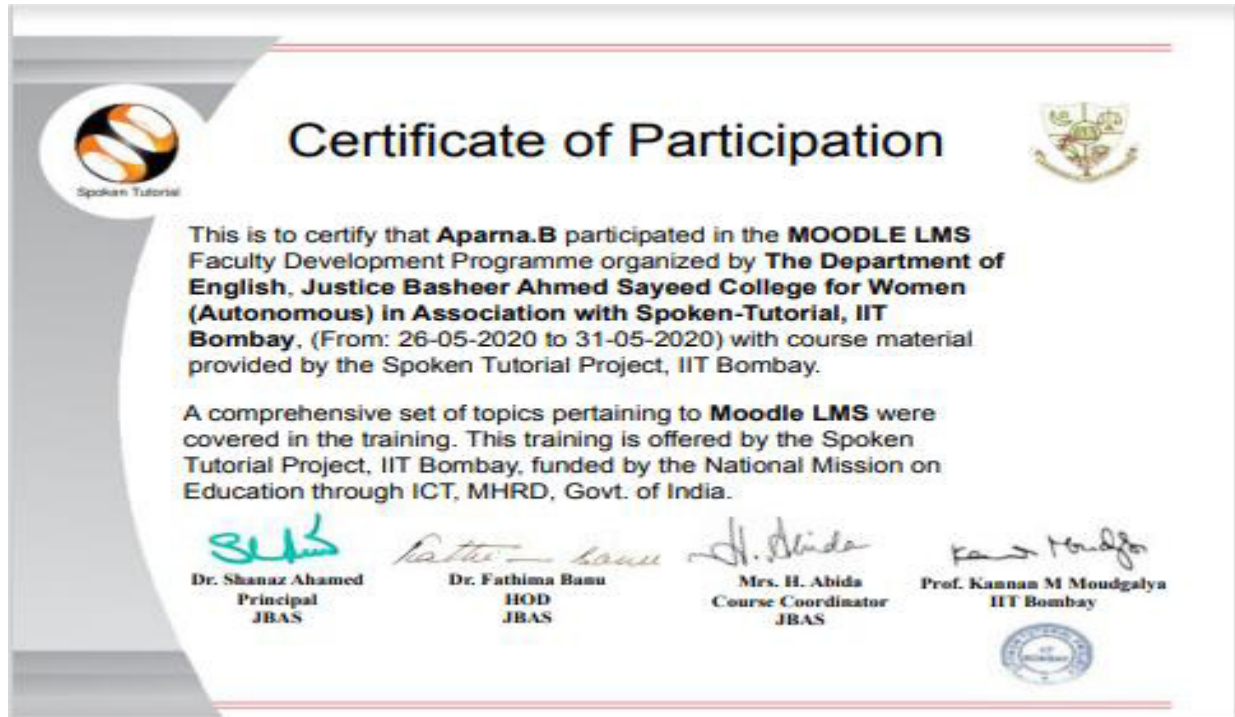 Spoken Tutorial
Certificate of Participation
This is to certify that Aparna.B participated in the MOODLE LMS
Faculty Development Programme organized by The Department of
English, Justice Basheer Ahmed Sayeed College for Women
(Autonomous) in Association with Spoken-Tutorial, IIT
Bombay, (From: 26-05-2020 to 31-05-2020) with course material
provided by the Spoken Tutorial Project, IIT Bombay.
A comprehensive set of topics pertaining to Moodle LMS were
covered in the training. This training is offered by the Spoken
Tutorial Project, IIT Bombay, funded by the National Mission on
Education through ICT, MHRD, Govt. of India.
H. Abida
Dr. Shanaz Ahamed
Principal
JBAS
Dr. Fathima Banu
HOD
JBAS
Mrs. H. Abida
Course Coordinator
JBAS
Prof. Kannan M Moudgalya
IIT Bombay